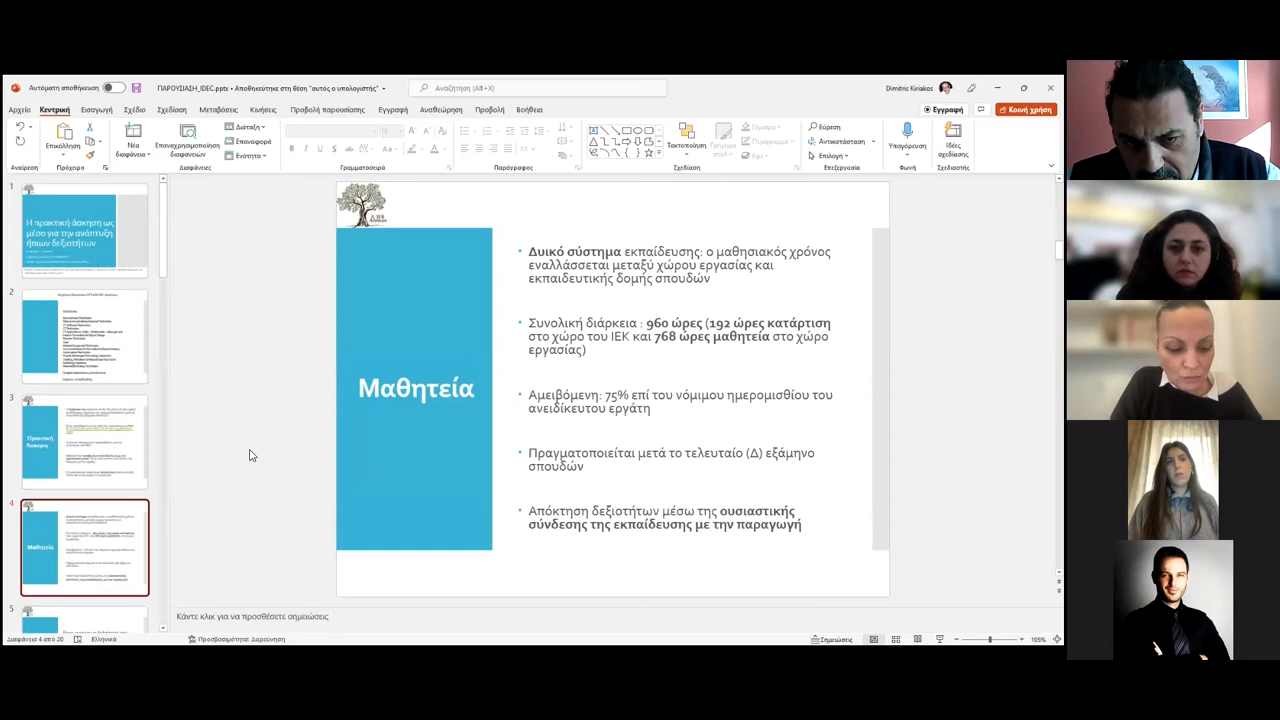 Αυτόματη αποθήκευση
ΠΑΡΟΥΣΙΑΣΗ_IDEC.pptx • Αποθηκεύτηκε στη θέση "αυτός ο υπολογιστής"
Αναζήτηση (Alt+X)
Dimitris Kiriakos
Αρχείο Κεντρική Εισαγωγή Σχέδιο Σχεδίαση Μεταβάσεις Κινήσεις Προβολή παρουσίασης Εγγραφή Αναθεώρηση Προβολή Βοήθεια
Εγγραφή
Κοινή χρήση
Επικόλληση
Νέα διαφάνεια
Επαναχρησιμοποίηση διαφανειών
Διάταξη
Επαναφορά
Ενότητα
Τακτοποίηση
Εύρεση
Αντικατάσταση
Επιλογή
Υπαγόρευση
Ιδέες σχεδίασης
Αναίρεση Πρόχειρο Διαφάνειες Γραμματοσειρά Παράγραφος Σχεδίαση Επεξεργασία Φωνή Σχεδιαστής
1
Η πρακτική άσκηση ως
μέσο για την ανάπτυξη
ήπιων δεξιοτήτων
2
3
Πρακτική
Άσκηση
4
Μαθητεία
5
Μαθητεία
• Δυικό σύστημα εκπαίδευσης: ο μαθησιακός χρόνος
εναλλάσσεται μεταξύ χώρου εργασίας και
εκπαιδευτικής δομής σπουδών
• Συνολική διάρκεια : 960 ώρες (192 ώρες κατάρτιση
στο χώρο του ΙΕΚ και 768 ώρες μαθητεία στο χώρο
εργασίας)
• Αμειβόμενη: 75% επί του νόμιμου ημερομισθίου του
ανειδίκευτου εργάτη
• Πραγματοποιείται μετά το τελευταίο (Δ) εξάμηνο
σπουδών
• Απόκτηση δεξιοτήτων μέσω της ουσιαστικής
σύνδεσης της εκπαίδευσης με την παραγωγή
Κάντε κλικ για να προσθέσετε σημειώσεις
Διαφάνεια 4 από 20
Ελληνικά
Προσβασιμότητα: Διερεύνηση
Σημειώσεις
105%